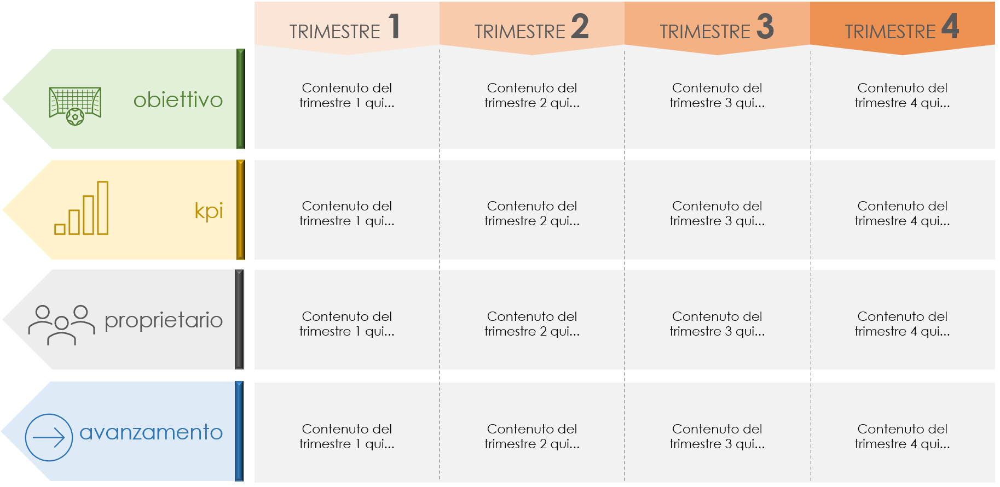 TRIMESTRE 1
TRIMESTRE 2
TRIMESTRE 3
TRIMESTRE 4
obiettivo
Contenuto del
trimestre 1 qui...
Contenuto del
trimestre 2 qui...
Contenuto del
trimestre 3 qui...
Contenuto del
trimestre 4 qui...
kpi
Contenuto del
trimestre 1 qui...
Contenuto del
trimestre 2 qui...
Contenuto del
trimestre 3 qui...
Contenuto del
trimestre 4 qui...
proprietario
Contenuto del
trimestre 1 qui...
Contenuto del
trimestre 2 qui...
Contenuto del
trimestre 3 qui...
Contenuto del
trimestre 4 qui...
avanzamento
Contenuto del
trimestre 1 qui...
Contenuto del
trimestre 2 qui...
Contenuto del
trimestre 3 qui...
Contenuto del
trimestre 4 qui...